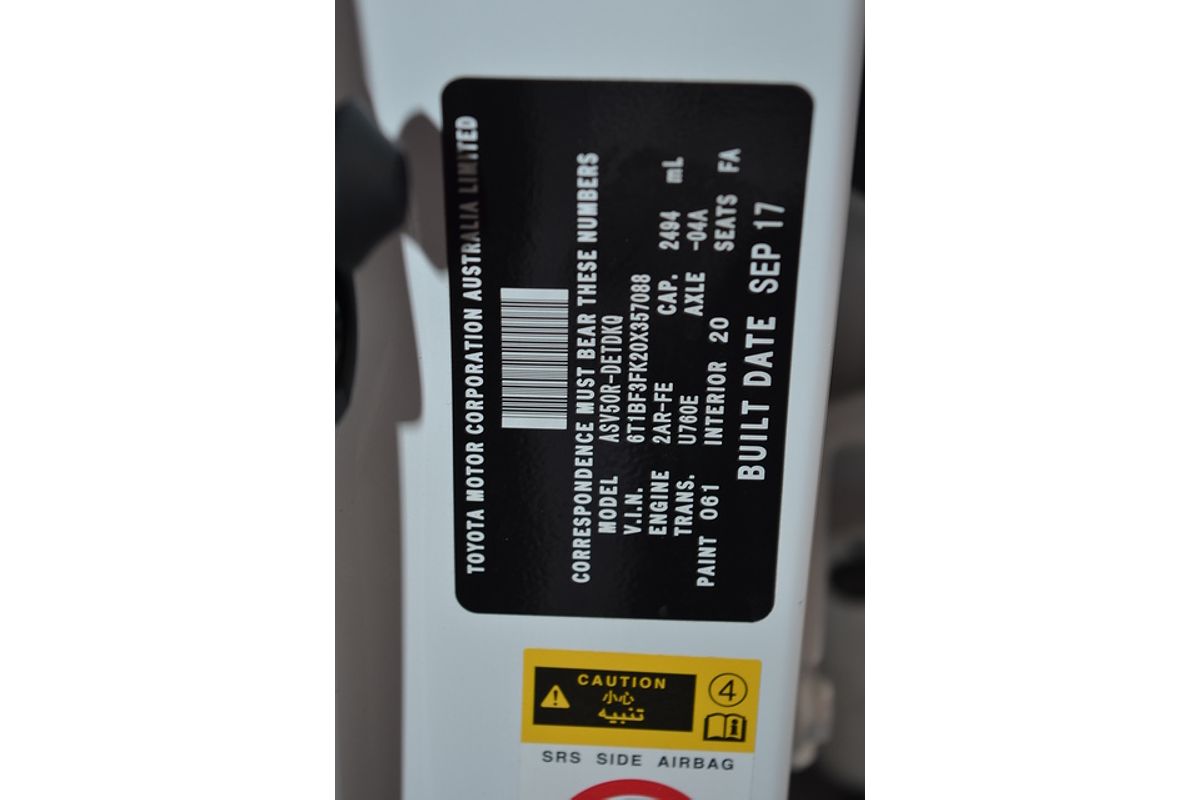 TOYOTA MOTOR CORPORATION AUSTRALIA LIMITED
CORRESPONDENCE MUST BEAR THESE NUMBERS
MODEL ASV50R-DETDKQ
V.I.N. 6T1BF3FK20X357088
ENGINE 2AR-FE CAP. 2494 mL
TRANS. U760E AXLE -04A
PAINT 061 INTERIOR 20 SEATS FA
BUILT DATE SEP 17
CAUTION
小心
تنبيه
4
SRS SIDE AIRBAG